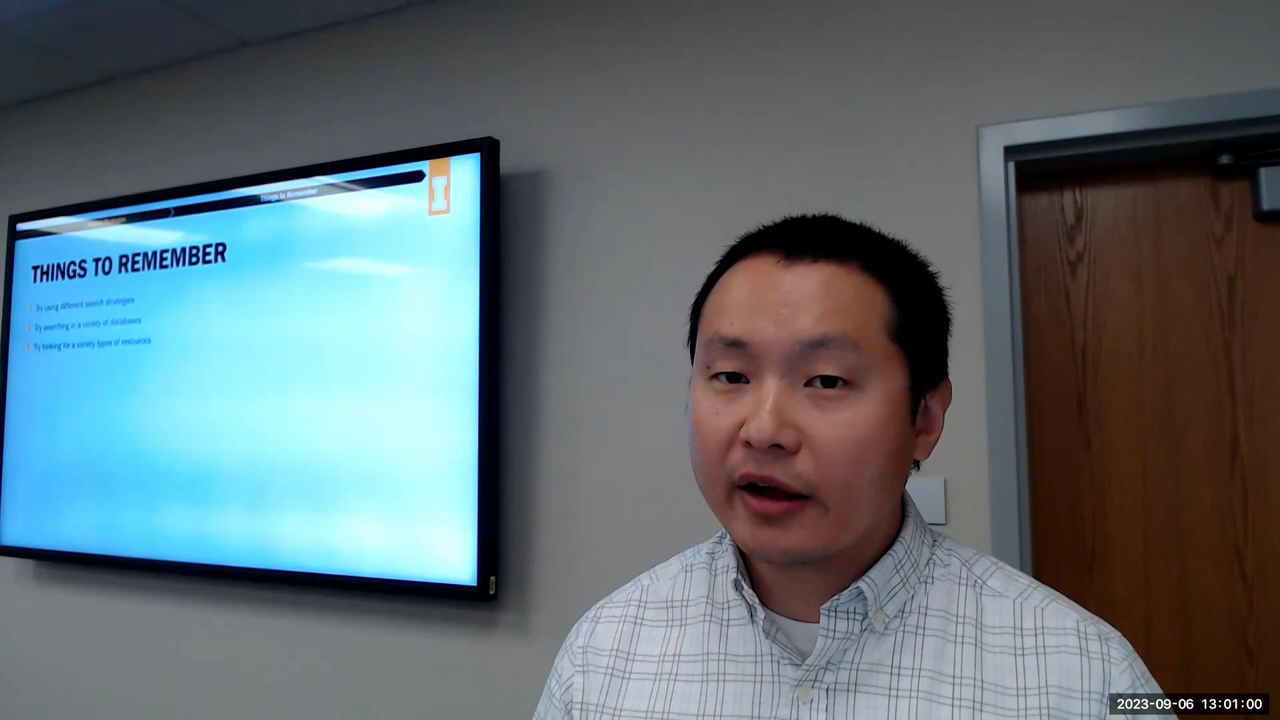 Things to Remember
I
THINGS TO REMEMBER
Try using different search strategies
Try searching in a variety of databases
Try looking for a variety types of resources
2023-09-06 13:01:00